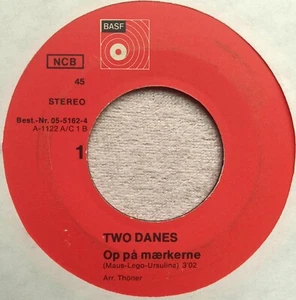 BASF
NCB
45
STEREO
Best.-Nr. 05-5162-4
A-1122 A/C 1 B
1
TWO DANES
Op på mærkerne
(Maus-Lego-Ursulina) 3'02
Arr. Thöner